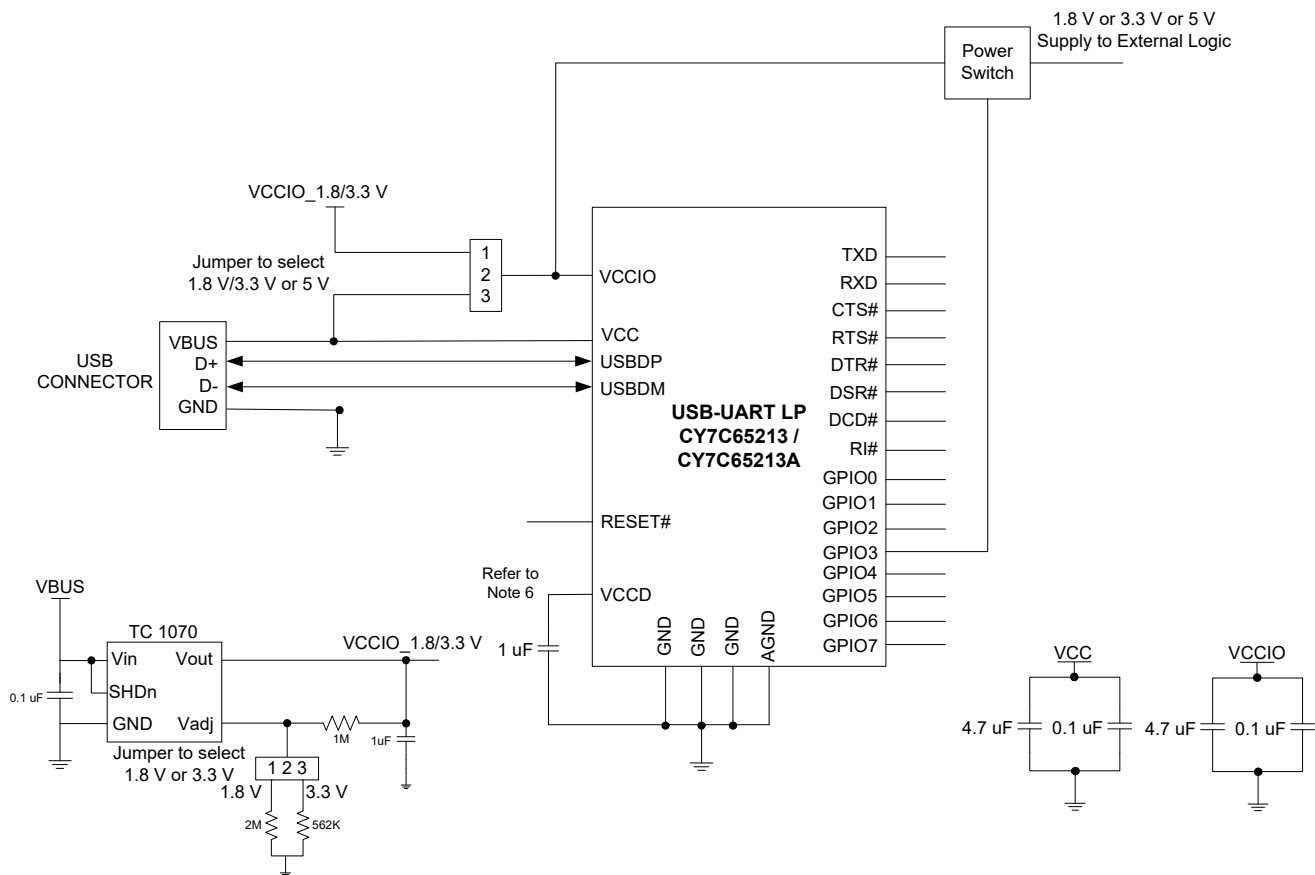 1.8 V or 3.3 V or 5 V
Supply to External Logic
Power
Switch
VCCIO_1.8/3.3 V
Jumper to select
1.8 V/3.3 V or 5 V
1
2
3
VCCIO
VCC
USBDP
USBDM
USB
CONNECTOR
VBUS
D+
D-
GND
USB-UART LP
CY7C65213 /
CY7C65213A
TXD
RXD
CTS#
RTS#
DTR#
DSR#
DCD#
RI#
GPIO0
GPIO1
GPIO2
GPIO3
GPIO4
GPIO5
GPIO6
GPIO7
RESET#
Refer to
Note 6
VCCD
1 uF
GND
GND
GND
AGND
VBUS
TC 1070
Vin
Vout
SHDn
GND
Vadj
0.1 uF
VCCIO_1.8/3.3 V
1M
1uF
Jumper to select
1.8 V or 3.3 V
1 2 3
1.8 V
3.3 V
2M
562K
VCC
4.7 uF
0.1 uF
VCCIO
4.7 uF
0.1 uF